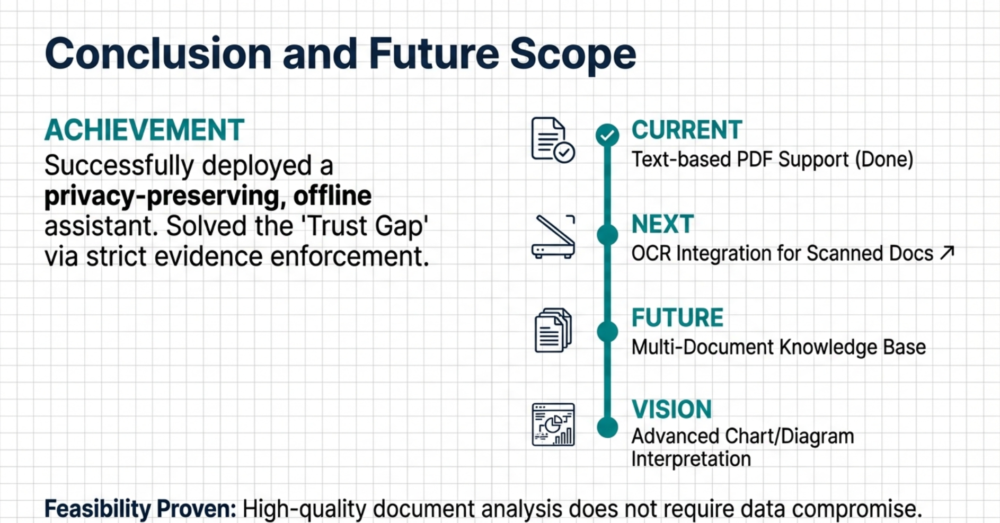 Conclusion and Future Scope
ACHIEVEMENT
Successfully deployed a
privacy-preserving, offline
assistant. Solved the 'Trust Gap'
via strict evidence enforcement.
CURRENT
Text-based PDF Support (Done)
NEXT
OCR Integration for Scanned Docs ↗
FUTURE
Multi-Document Knowledge Base
VISION
Advanced Chart/Diagram
Interpretation
Feasibility Proven: High-quality document analysis does not require data compromise.